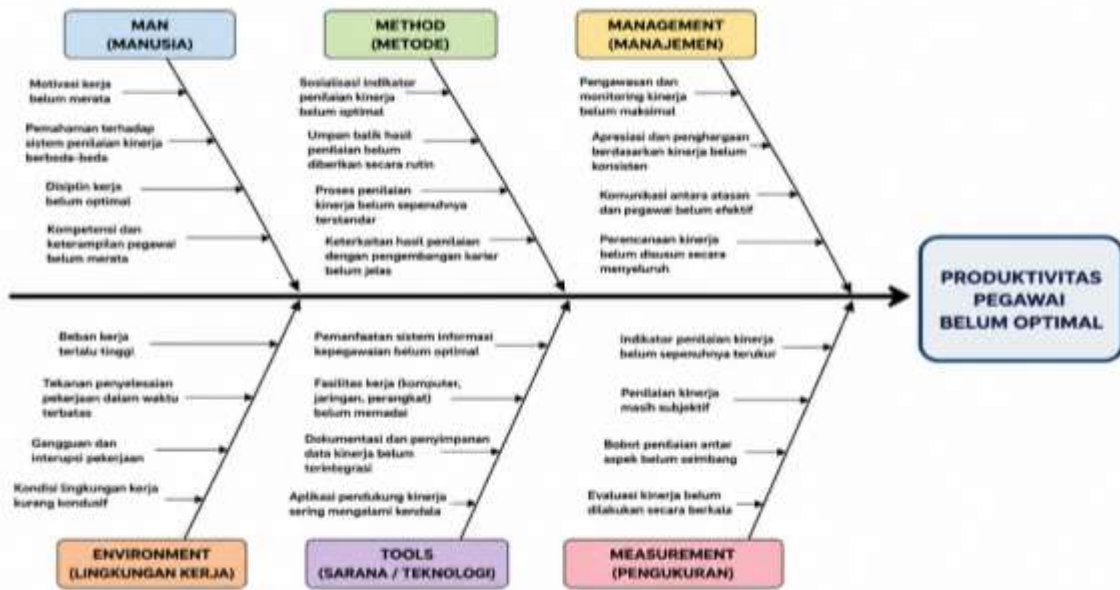 MAN
(MANUSIA)
METHOD
(METODE)
MANAGEMENT
(MANAJEMEN)
Motivasi kerja
belum merata
Pemahaman terhadap
sistem penilaian kinerja
berbeda-beda
Disiplin kerja
belum optimal
Kompetensi dan
keterampilan pegawai
belum merata
Sosialisasi indikator
penilaian kinerja
belum optimal
Umpan balik hasil
penilaian belum
diberikan secara rutin
Proses penilaian
kinerja belum sepenuhnya
terstandar
Keterkaitan hasil penilaian
dengan pengembangan karier
belum jelas
Pengawasan dan
monitoring kinerja
belum maksimal
Apresiasi dan penghargaan
berdasarkan kinerja belum
konsisten
Komunikasi antara atasan
dan pegawai belum efektif
Perencanaan kinerja
belum disusun secara
menyeluruh
PRODUKTIVITAS
PEGAWAI
BELUM OPTIMAL
Beban kerja
terlalu tinggi
Tekanan penyelesaian
pekerjaan dalam waktu
terbatas
Gangguan dan
interupsi pekerjaan
Kondisi lingkungan kerja
kurang kondusif
Pemanfaatan sistem informasi
kepegawaian belum optimal
Fasilitas kerja (komputer,
jaringan, perangkat)
belum memadai
Dokumentasi dan penyimpanan
data kinerja belum
terintegrasi
Aplikasi pendukung kinerja
sering mengalami kendala
Indikator penilaian kinerja
belum sepenuhnya terukur
Penilaian kinerja
masih subjektif
Bobot penilaian antar
aspek belum seimbang
Evaluasi kinerja belum
dilakukan secara berkala
ENVIRONMENT
(LINGKUNGAN KERJA)
TOOLS
(SARANA / TEKNOLOGI)
MEASUREMENT
(PENGUKURAN)